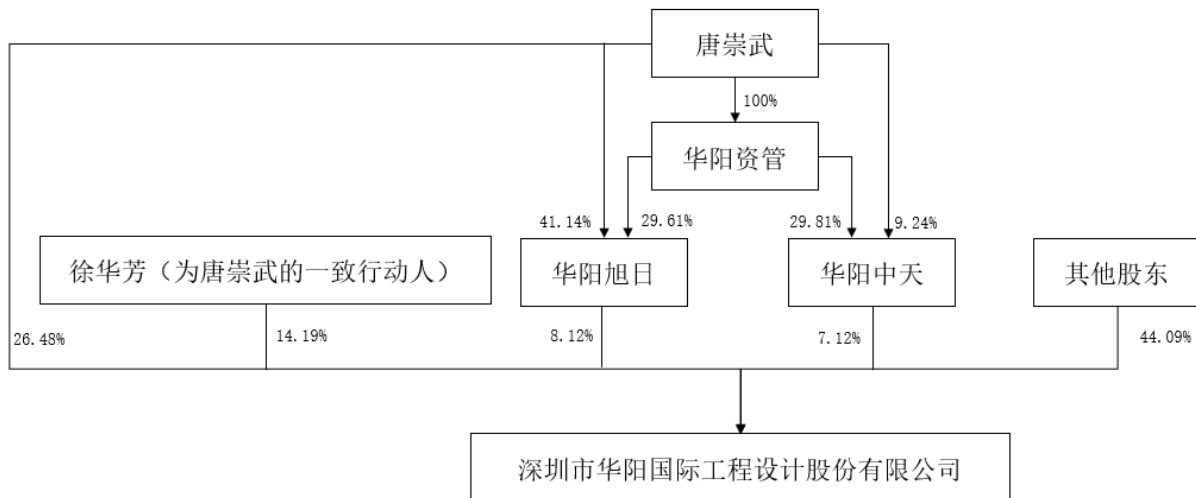 唐崇武
100%
华阳资管
41.14%
29.61%
29.81%
9.24%
徐华芳（为唐崇武的一致行动人）
华阳旭日
华阳中天
其他股东
26.48%
14.19%
8.12%
7.12%
44.09%
深圳市华阳国际工程设计股份有限公司